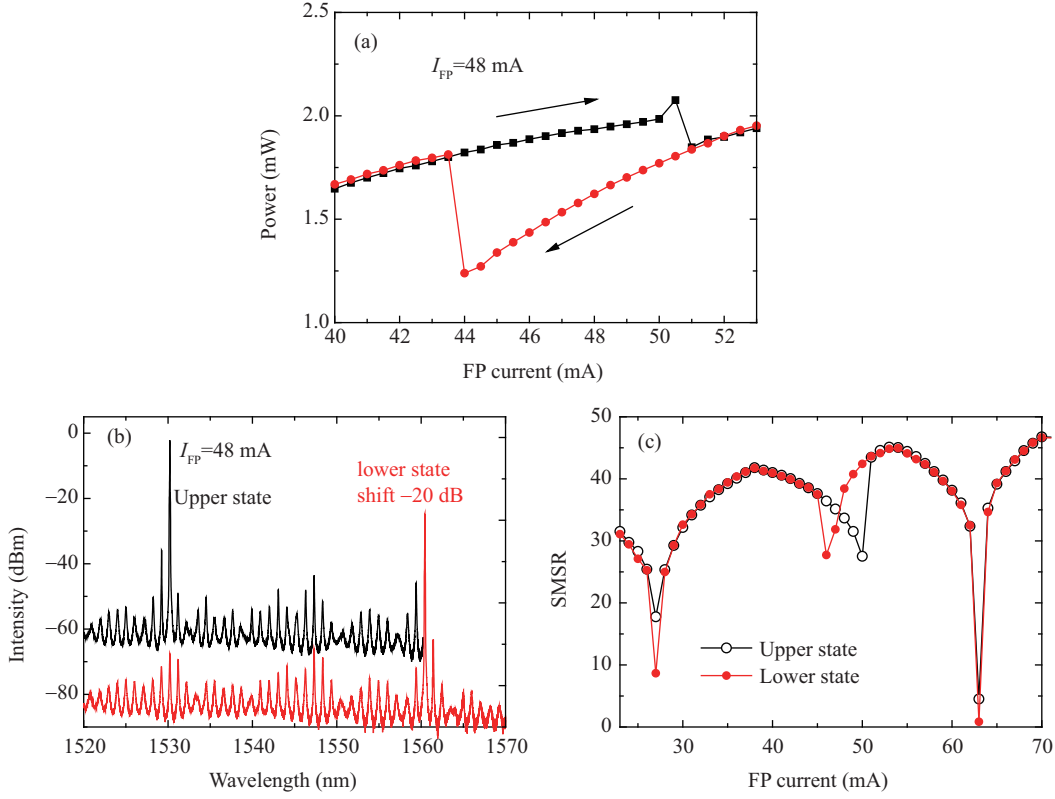 (a)
I_FP=48 mA
2.5
2.0
1.5
1.0
Power (mW)
40 42 44 46 48 50 52
FP current (mA)
(b)
I_FP=48 mA
Upper state
lower state
shift −20 dB
0
−20
−40
−60
−80
Intensity (dBm)
1520 1530 1540 1550 1560 1570
Wavelength (nm)
(c)
50
40
30
20
10
0
SMSR
Upper state
Lower state
30 40 50 60 70
FP current (mA)